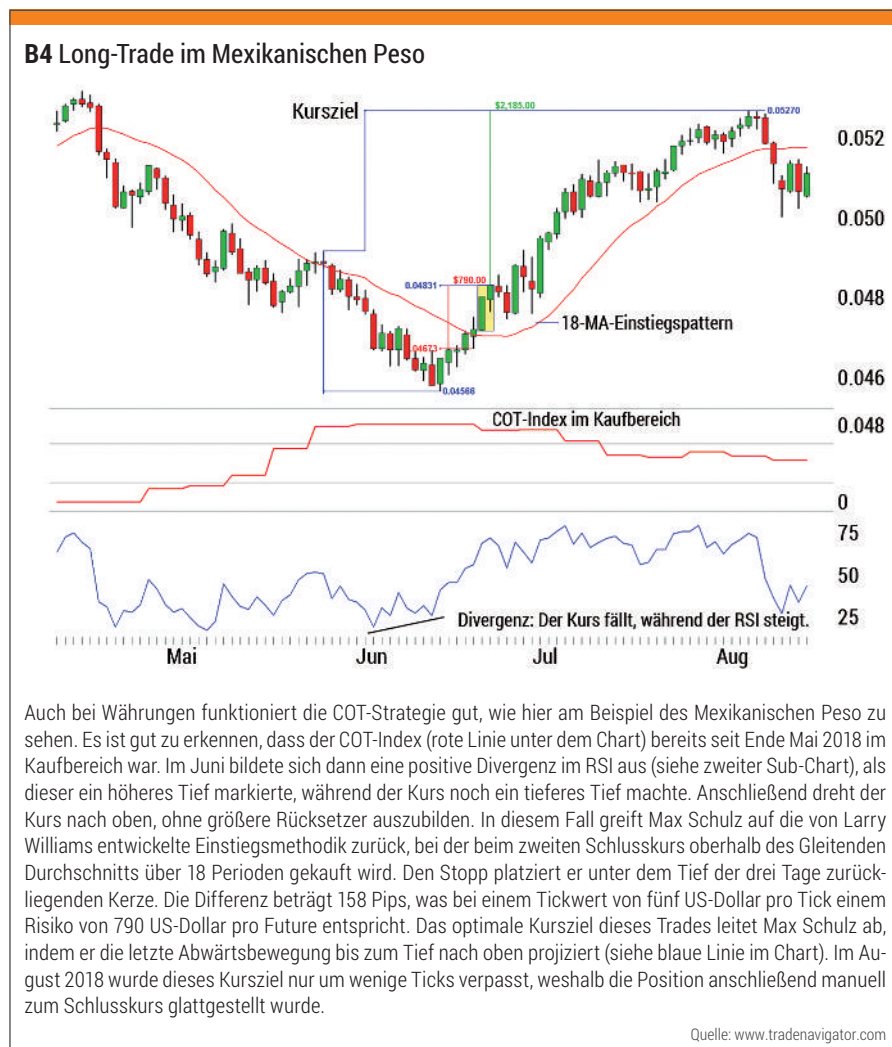 B4 Long-Trade im Mexikanischen Peso
Kursziel
$2,185.00
0.05270
0.052
0.050
0.04831
$790.00
0.048
18-MA-Einstiegspattern
.04673
0.046
0.04566
COT-Index im Kaufbereich
0.048
0
75
50
Divergenz: Der Kurs fällt, während der RSI steigt.
25
Mai Jun Jul Aug
Auch bei Währungen funktioniert die COT-Strategie gut, wie hier am Beispiel des Mexikanischen Peso zu
sehen. Es ist gut zu erkennen, dass der COT-Index (rote Linie unter dem Chart) bereits seit Ende Mai 2018 im
Kaufbereich war. Im Juni bildete sich dann eine positive Divergenz im RSI aus (siehe zweiter Sub-Chart), als
dieser ein höheres Tief markierte, während der Kurs noch ein tieferes Tief machte. Anschließend dreht der
Kurs nach oben, ohne größere Rücksetzer auszubilden. In diesem Fall greift Max Schulz auf die von Larry
Williams entwickelte Einstiegsmethodik zurück, bei der beim zweiten Schlusskurs oberhalb des Gleitenden
Durchschnitts über 18 Perioden gekauft wird. Den Stopp platziert er unter dem Tief der drei Tage zurück-
liegenden Kerze. Die Differenz beträgt 158 Pips, was bei einem Tickwert von fünf US-Dollar pro Tick einem
Risiko von 790 US-Dollar pro Future entspricht. Das optimale Kursziel dieses Trades leitet Max Schulz ab,
indem er die letzte Abwärtsbewegung bis zum Tief nach oben projiziert (siehe blaue Linie im Chart). Im Au-
gust 2018 wurde dieses Kursziel nur um wenige Ticks verpasst, weshalb die Position anschließend manuell
zum Schlusskurs glattgestellt wurde.
Quelle: www.tradenavigator.com